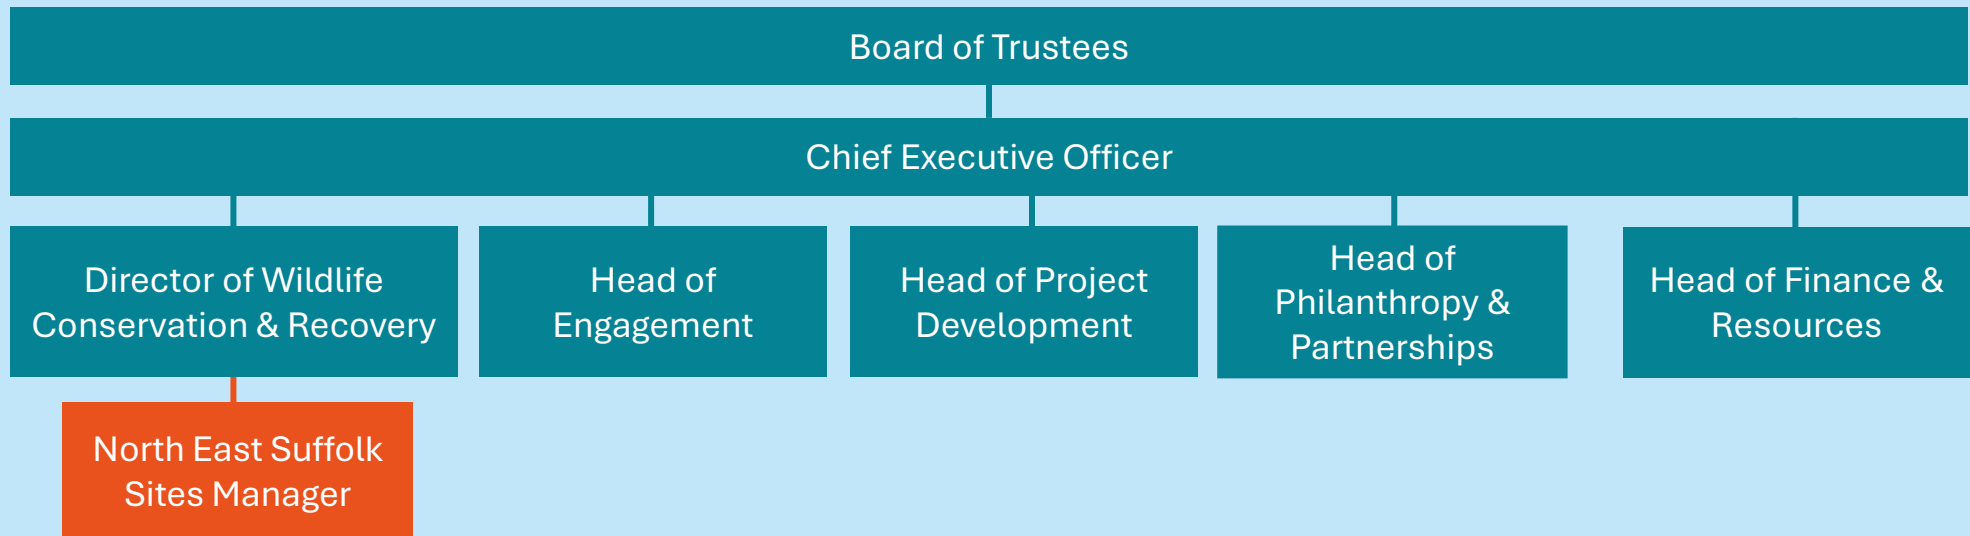 Board of Trustees
Chief Executive Officer
Director of Wildlife
Conservation & Recovery
Head of
Engagement
Head of Project
Development
Head of
Philanthropy &
Partnerships
Head of Finance &
Resources
North East Suffolk
Sites Manager